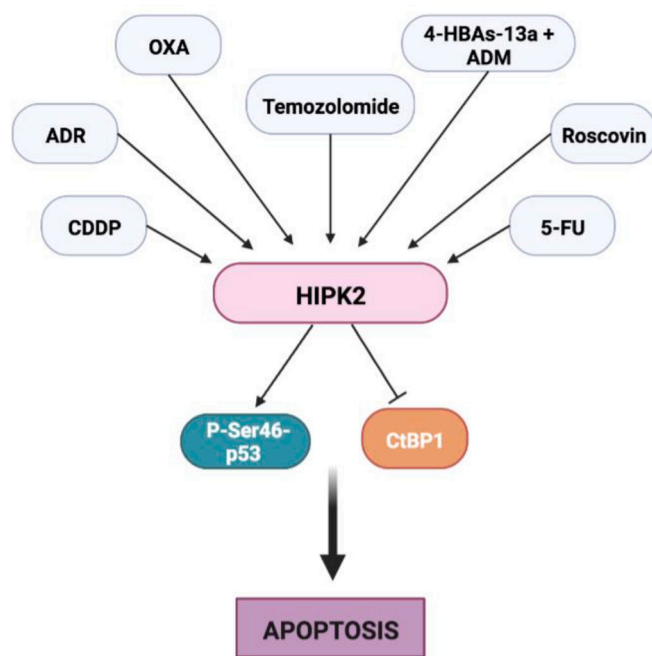 4-HBAs-13a +
ADM
OXA
Temozolomide
ADR
Roscovin
CDDP
5-FU
HIPK2
P-Ser46-
p53
CtBP1
APOPTOSIS